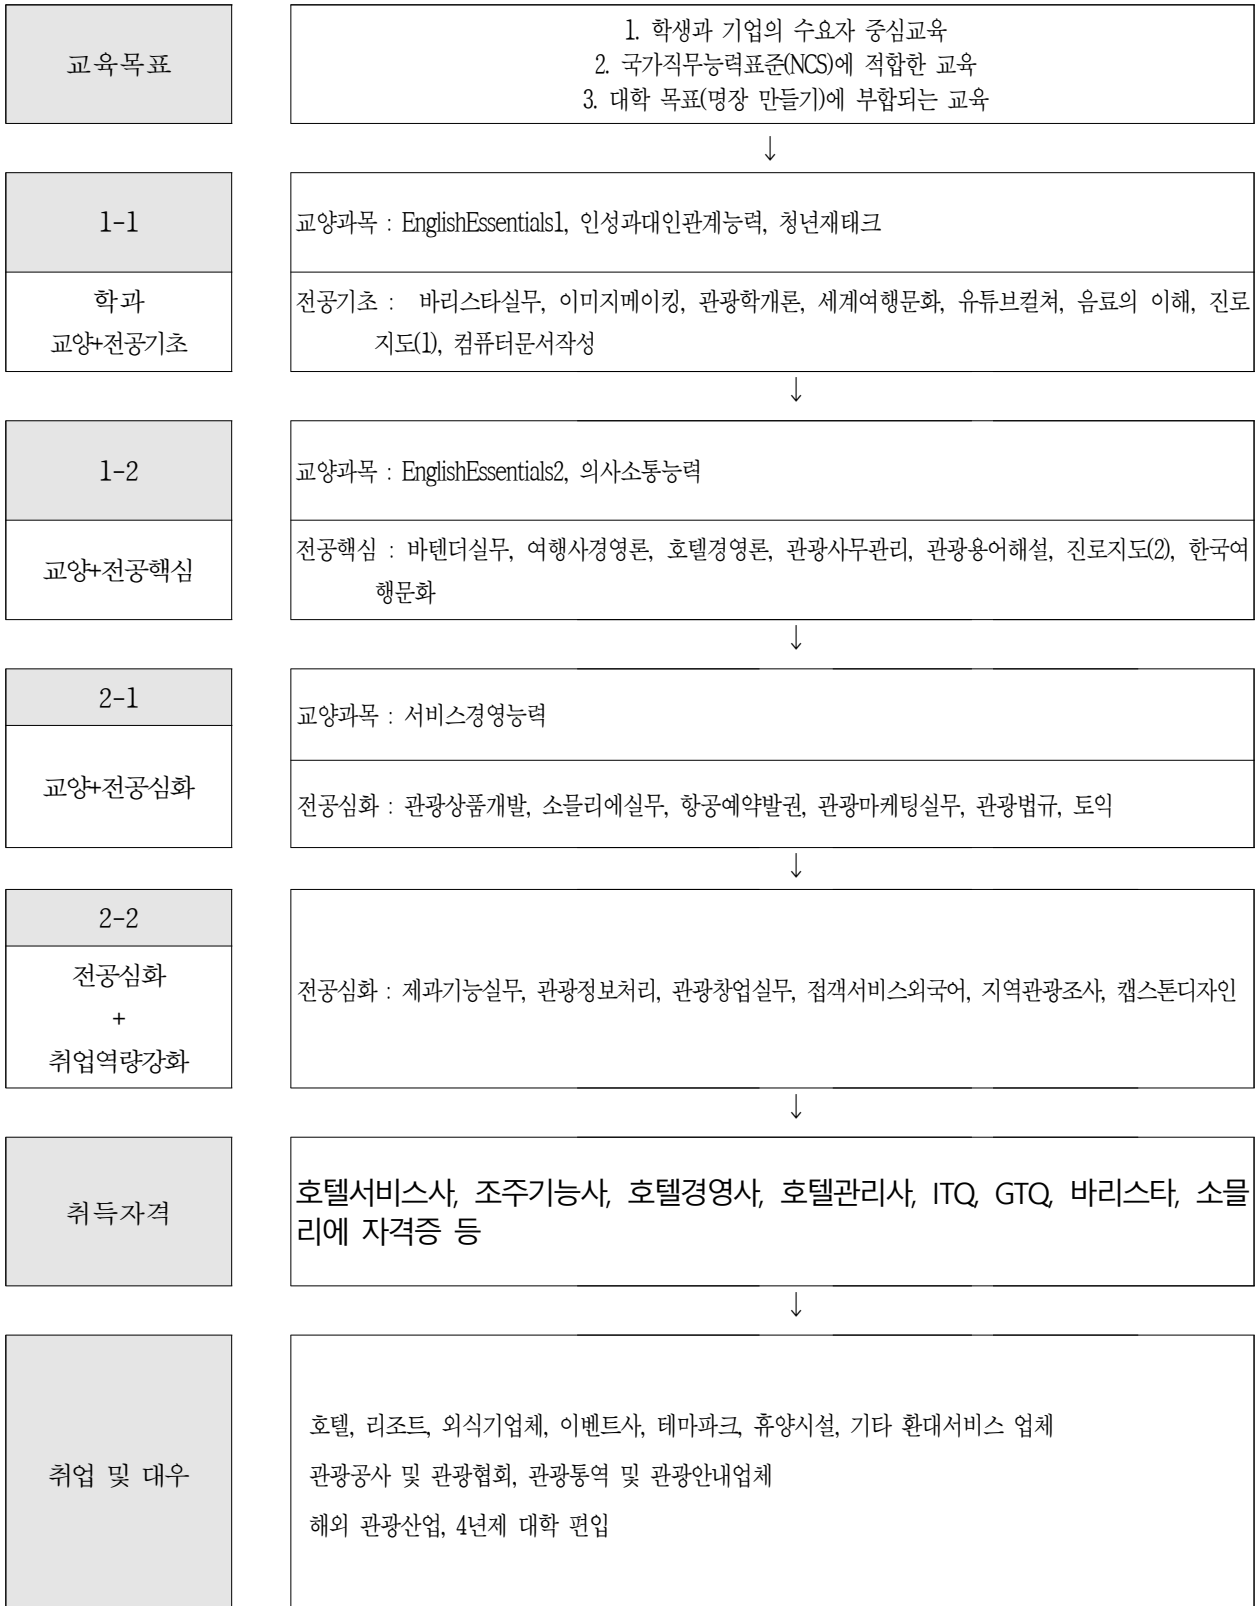 교육목표
1. 학생과 기업의 수요자 중심교육
2. 국가직무능력표준(NCS)에 적합한 교육
3. 대학 목표(명장 만들기)에 부합되는 교육
↓
1-1
교양과목 : EnglishEssentials1, 인성과대인관계능력, 청년재태크
학과
교양+전공기초
전공기초 : 바리스타실무, 이미지메이킹, 관광학개론, 세계여행문화, 유튜브컬쳐, 음료의 이해, 진로
지도(1), 컴퓨터문서작성
↓
1-2
교양과목 : EnglishEssentials2, 의사소통능력
교양+전공핵심
전공핵심 : 바텐더실무, 여행사경영론, 호텔경영론, 관광사무관리, 관광용어해설, 진로지도(2), 한국여
행문화
↓
2-1
교양과목 : 서비스경영능력
교양+전공심화
전공심화 : 관광상품개발, 소믈리에실무, 항공예약발권, 관광마케팅실무, 관광법규, 토익
↓
2-2
전공심화
+
취업역량강화
전공심화 : 제과기능실무, 관광정보처리, 관광창업실무, 접객서비스외국어, 지역관광조사, 캡스톤디자인
↓
취득자격
호텔서비스사, 조주기능사, 호텔경영사, 호텔관리사, ITQ, GTQ, 바리스타, 소믈
리에 자격증 등
↓
취업 및 대우
호텔, 리조트, 외식기업체, 이벤트사, 테마파크, 휴양시설, 기타 환대서비스 업체
관광공사 및 관광협회, 관광통역 및 관광안내업체
해외 관광산업, 4년제 대학 편입